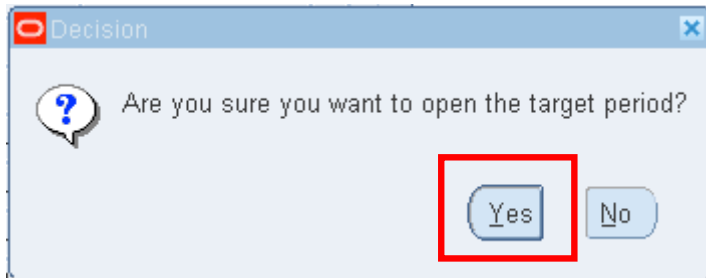 Decision
Are you sure you want to open the target period?
Yes No